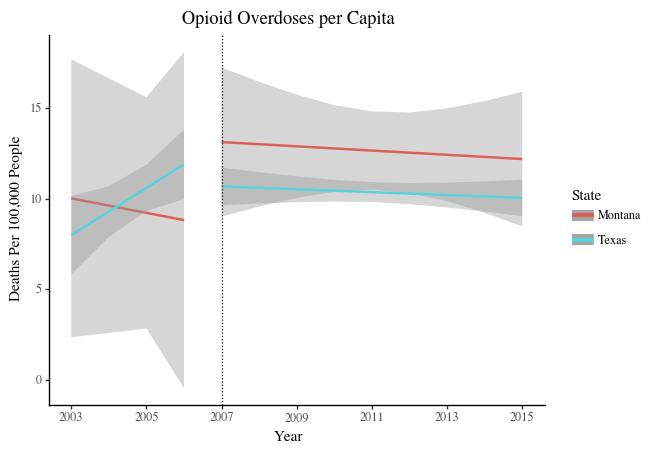 Opioid Overdoses per Capita
Deaths Per 100,000 People
15
10
5
0
2003 2005 2007 2009 2011 2013 2015
Year
State
Montana
Texas